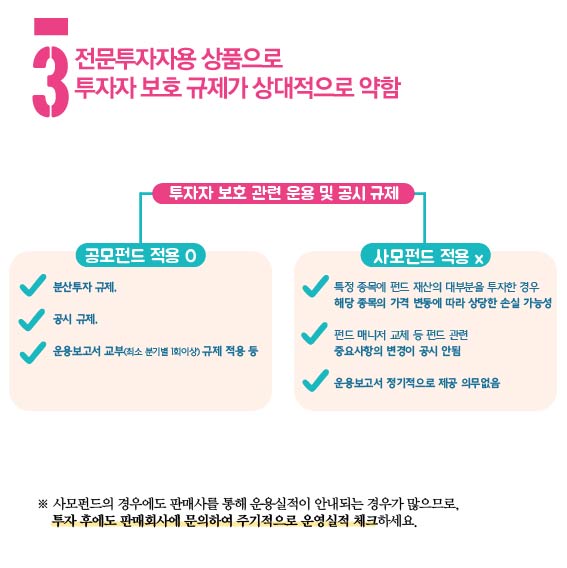 3
전문투자자용 상품으로
투자자 보호 규제가 상대적으로 약함
투자자 보호 관련 운용 및 공시 규제
공모펀드 적용 O
분산투자 규제.
공시 규제.
운용보고서 교부(최소 분기별 1회이상) 규제 적용 등
사모펀드 적용 x
특정 종목에 펀드 재산의 대부분을 투자한 경우
해당 종목의 가격 변동에 따라 상당한 손실 가능성
펀드 매니저 교체 등 펀드 관련
중요사항의 변경이 공시 안됨
운용보고서 정기적으로 제공 의무없음
※ 사모펀드의 경우에도 판매사를 통해 운용실적이 안내되는 경우가 많으므로,
투자 후에도 판매회사에 문의하여 주기적으로 운영실적 체크하세요.